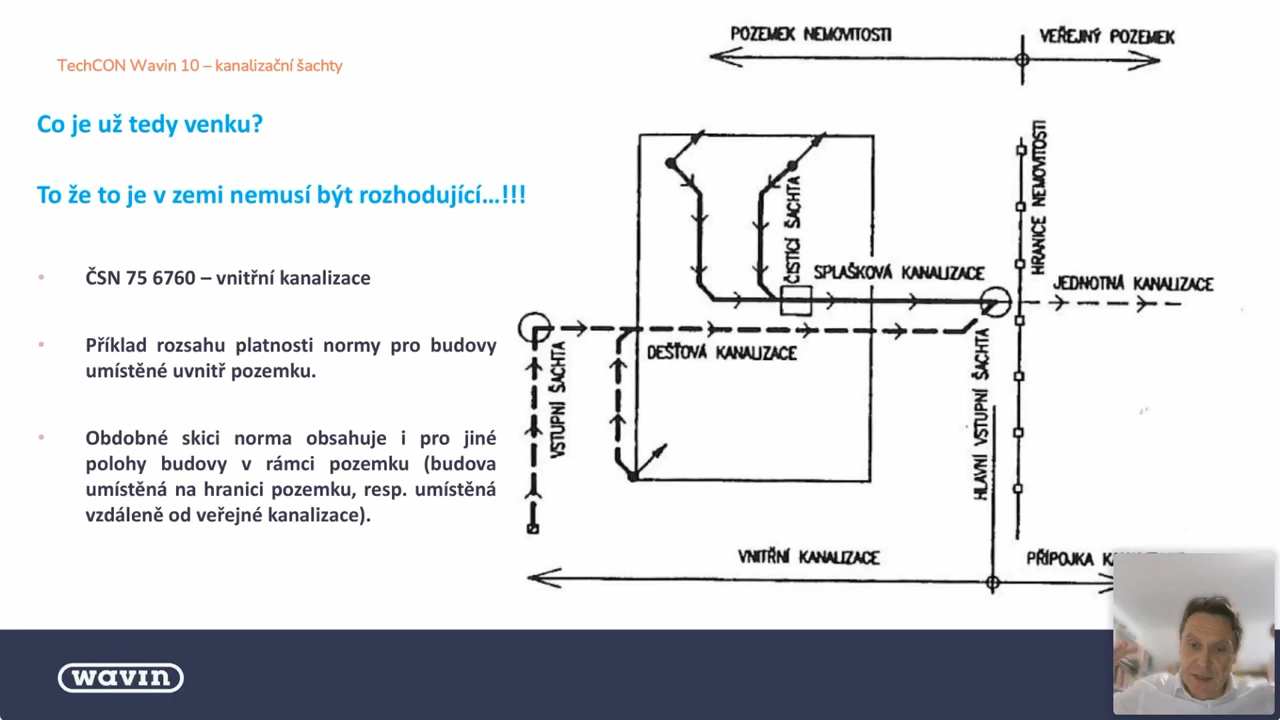 TechCON Wavin 10 – kanalizační šachty
Co je už tedy venku?
To že to je v zemi nemusí být rozhodující...!!!
• ČSN 75 6760 – vnitřní kanalizace
• Příklad rozsahu platnosti normy pro budovy
umístěné uvnitř pozemku.
• Obdobné skici norma obsahuje i pro jiné
polohy budovy v rámci pozemku (budova
umístěná na hranici pozemku, resp. umístěná
vzdáleně od veřejné kanalizace).
POZEMEK NEMOVITOSTI
VEŘEJNÝ POZEMEK
HRANICE NEMOVITOSTI
ČISTICÍ ŠACHTA
SPLAŠKOVÁ KANALIZACE
JEDNOTNÁ KANALIZACE
DEŠŤOVÁ KANALIZACE
VSTUPNÍ ŠACHTA
HLAVNÍ VSTUPNÍ ŠACHTA
VNITŘNÍ KANALIZACE
PŘÍPOJKA
wavin